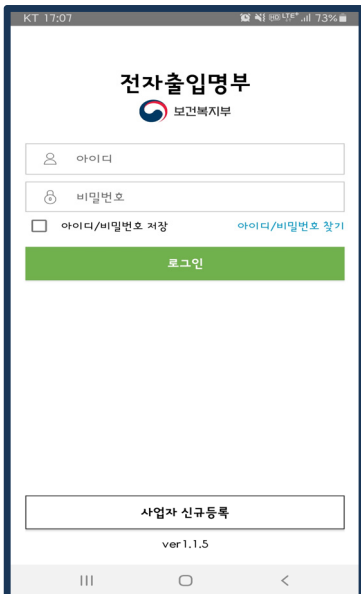 KT 17:07 LTE+ 73%
전자출입명부
보건복지부
아이디
비밀번호
아이디/비밀번호 저장 아이디/비밀번호 찾기
로그인
사업자 신규등록
ver1.1.5